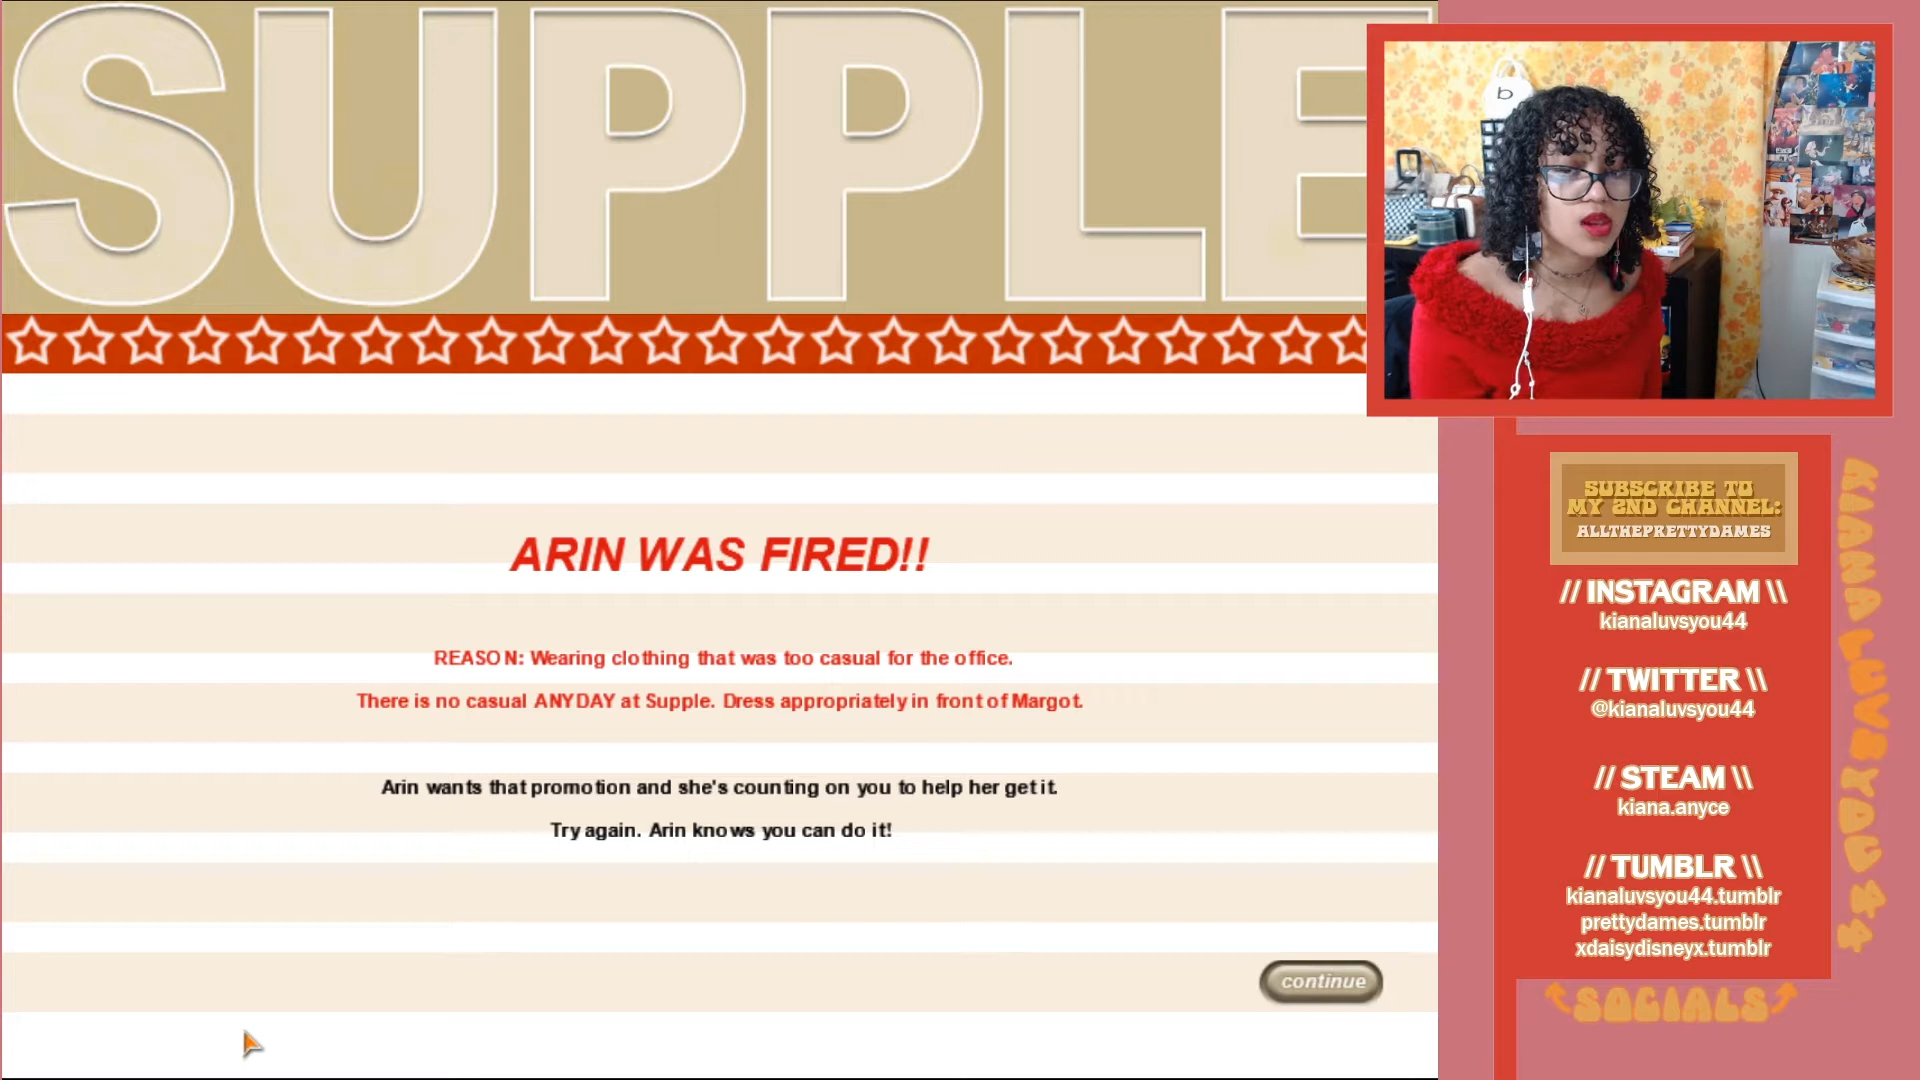 SUPPLE
b
ARIN WAS FIRED!!
REASON: Wearing clothing that was too casual for the office.
There is no casual ANYDAY at Supple. Dress appropriately in front of Margot.
Arin wants that promotion and she's counting on you to help her get it.
Try again. Arin knows you can do it!
continue
SUBSCRIBE TO
MY 2ND CHANNEL:
ALLTHEPRETTYDAMES
// INSTAGRAM \\
kianaluvsyou44
// TWITTER \\
@kianaluvsyou44
// STEAM \\
kiana.anyce
// TUMBLR \\
kianaluvsyou44.tumblr
prettydames.tumblr
xdaisydisneyx.tumblr
SOCIALS
KIANA LUVSYOU 44